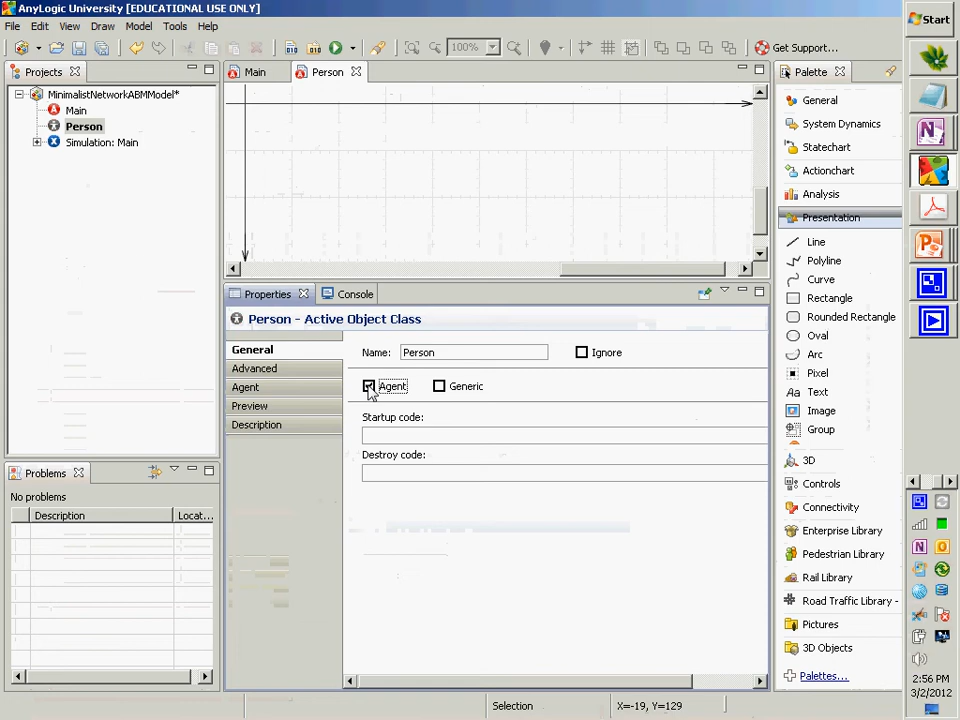 AnyLogic University [EDUCATIONAL USE ONLY]
File Edit View Draw Model Tools Help
100% Get Support...
Projects
MinimalistNetworkABMModel*
Main
Person
Simulation: Main
Main Person
Properties Console
Person - Active Object Class
General
Advanced
Agent
Preview
Description
Name: Person Ignore
Agent Generic
Startup code:
Destroy code:
Problems
No problems
Description Locat...
Selection X=-19, Y=129
Palette
General
System Dynamics
Statechart
Actionchart
Analysis
Presentation
Line
Polyline
Curve
Rectangle
Rounded Rectangle
Oval
Arc
Pixel
Text
Image
Group
3D
Controls
Connectivity
Enterprise Library
Pedestrian Library
Rail Library
Road Traffic Library -
Pictures
3D Objects
Palettes...
Start
2:56 PM
3/2/2012